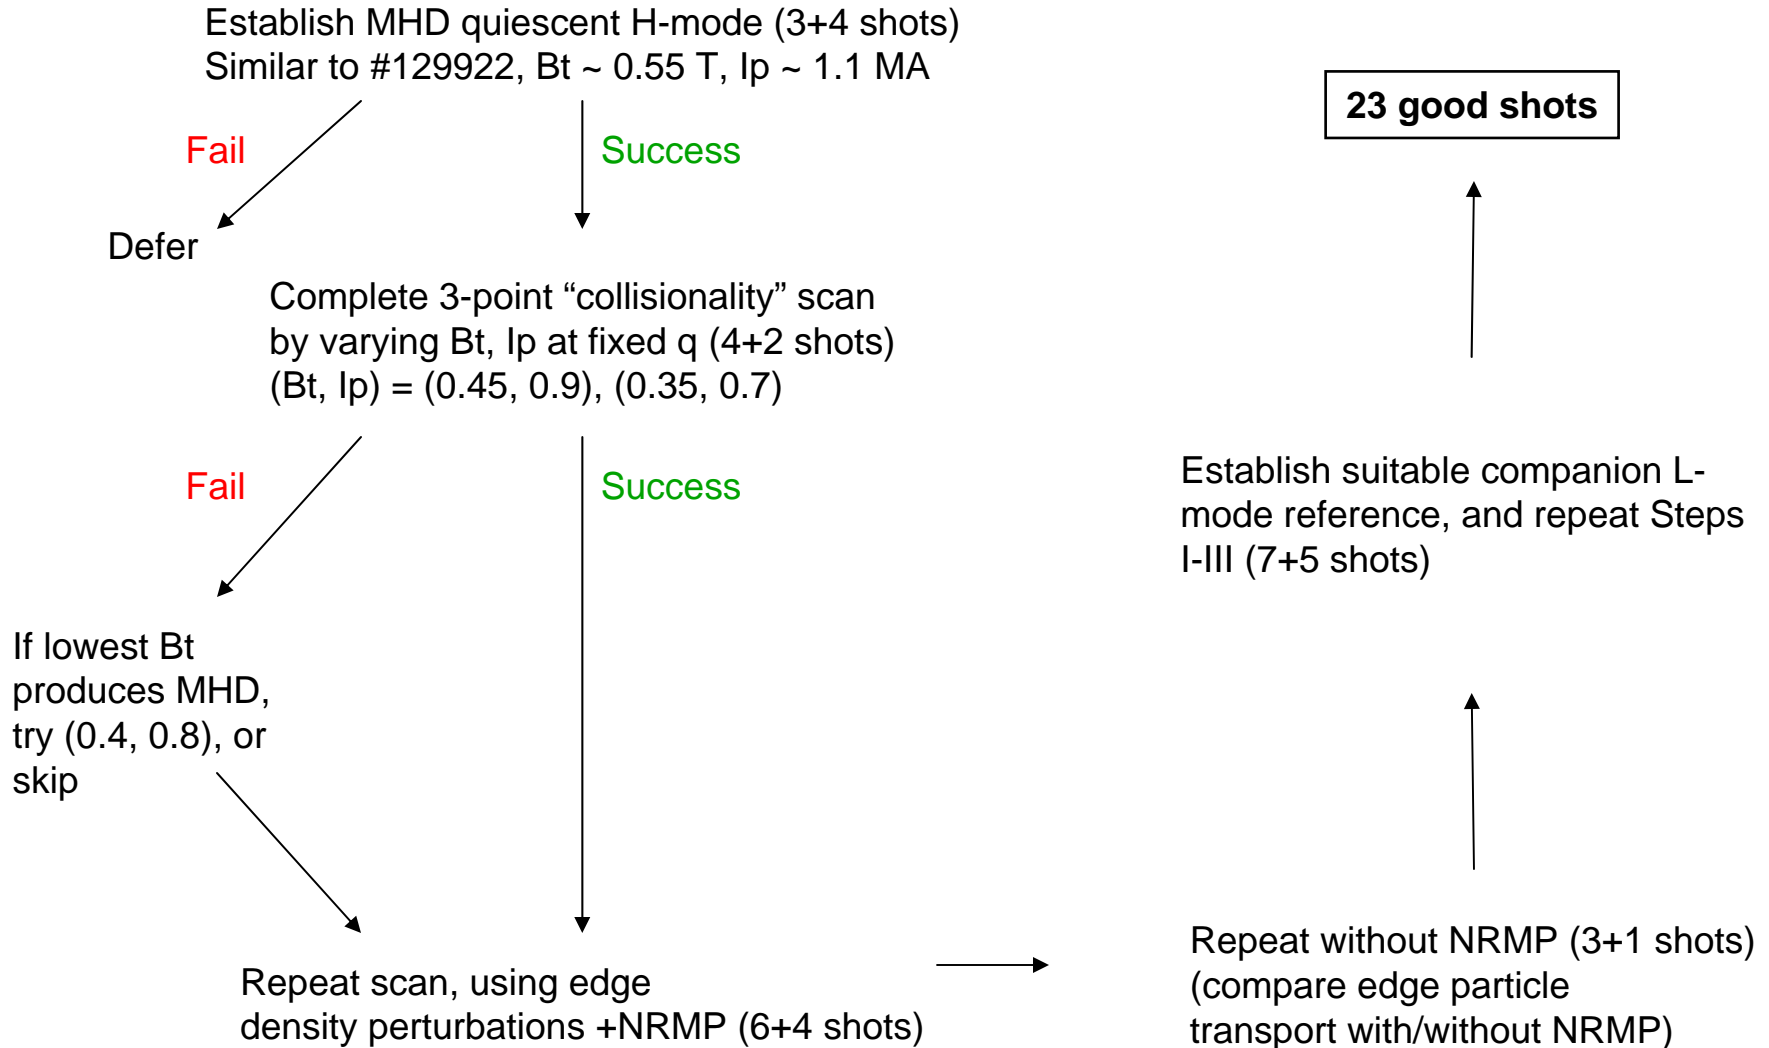 Establish MHD quiescent H-mode (3+4 shots)
Similar to #129922, Bt ~ 0.55 T, Ip ~ 1.1 MA
Fail
Success
Defer
Complete 3-point “collisionality” scan
by varying Bt, Ip at fixed q (4+2 shots)
(Bt, Ip) = (0.45, 0.9), (0.35, 0.7)
Fail
Success
If lowest Bt
produces MHD,
try (0.4, 0.8), or
skip
Repeat scan, using edge
density perturbations +NRMP (6+4 shots)
Repeat without NRMP (3+1 shots)
(compare edge particle
transport with/without NRMP)
Establish suitable companion L-
mode reference, and repeat Steps
I-III (7+5 shots)
23 good shots